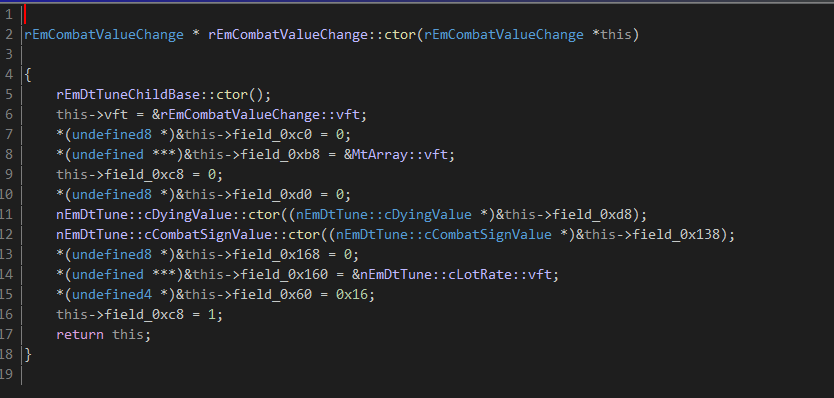 1
2 rEmCombatValueChange * rEmCombatValueChange::ctor(rEmCombatValueChange *this)
3
4 {
5 rEmDtTuneChildBase::ctor();
6 this->vft = &rEmCombatValueChange::vft;
7 *(undefined8 *)&this->field_0xc0 = 0;
8 *(undefined ***)&this->field_0xb8 = &MtArray::vft;
9 this->field_0xc8 = 0;
10 *(undefined8 *)&this->field_0xd0 = 0;
11 nEmDtTune::cDyingValue::ctor((nEmDtTune::cDyingValue *)&this->field_0xd8);
12 nEmDtTune::cCombatSignValue::ctor((nEmDtTune::cCombatSignValue *)&this->field_0x138);
13 *(undefined8 *)&this->field_0x168 = 0;
14 *(undefined ***)&this->field_0x160 = &nEmDtTune::cLotRate::vft;
15 *(undefined4 *)&this->field_0x60 = 0x16;
16 this->field_0xc8 = 1;
17 return this;
18 }
19